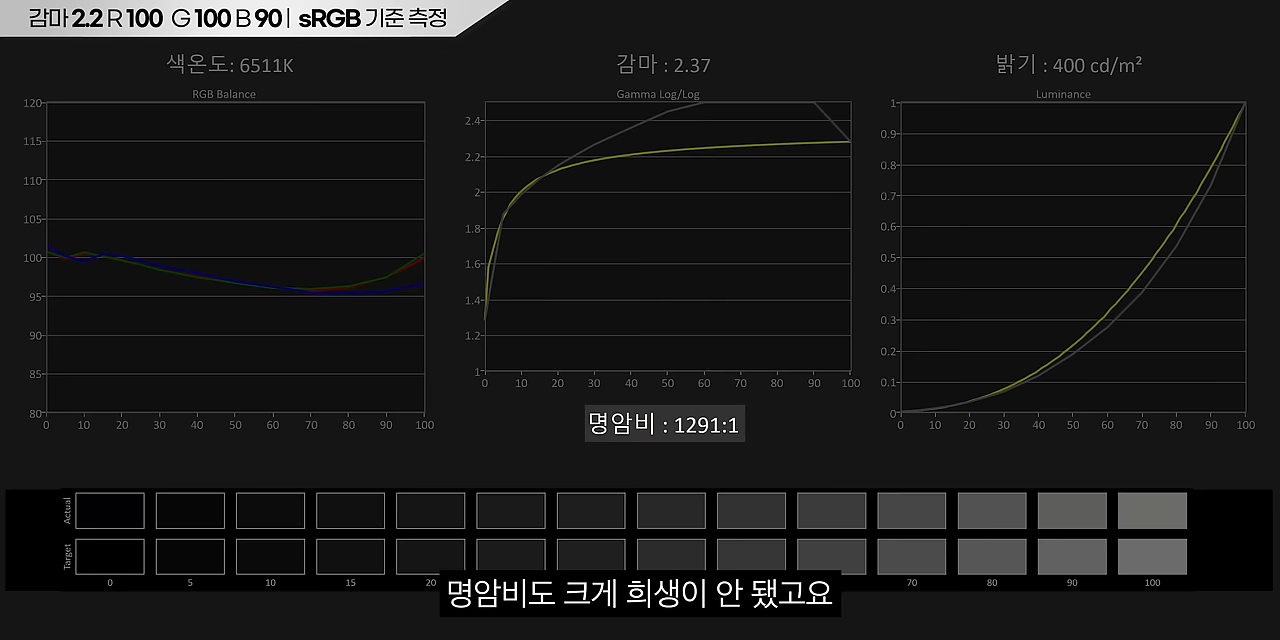 감마 2.2 R 100 G 100 B 90 | sRGB 기준 측정
색온도: 6511K
감마 : 2.37
밝기 : 400 cd/m²
RGB Balance
Gamma Log/Log
Luminance
120
115
110
105
100
95
90
85
80
0 10 20 30 40 50 60 70 80 90 100
2.4
2.2
2
1.8
1.6
1.4
1.2
1
0 10 20 30 40 50 60 70 80 90 100
1
0.9
0.8
0.7
0.6
0.5
0.4
0.3
0.2
0.1
0
0 10 20 30 40 50 60 70 80 90 100
명암비 : 1291:1
Actual
Target
0 5 10 15 20 70 80 90 100
명암비도 크게 희생이 안 됐고요